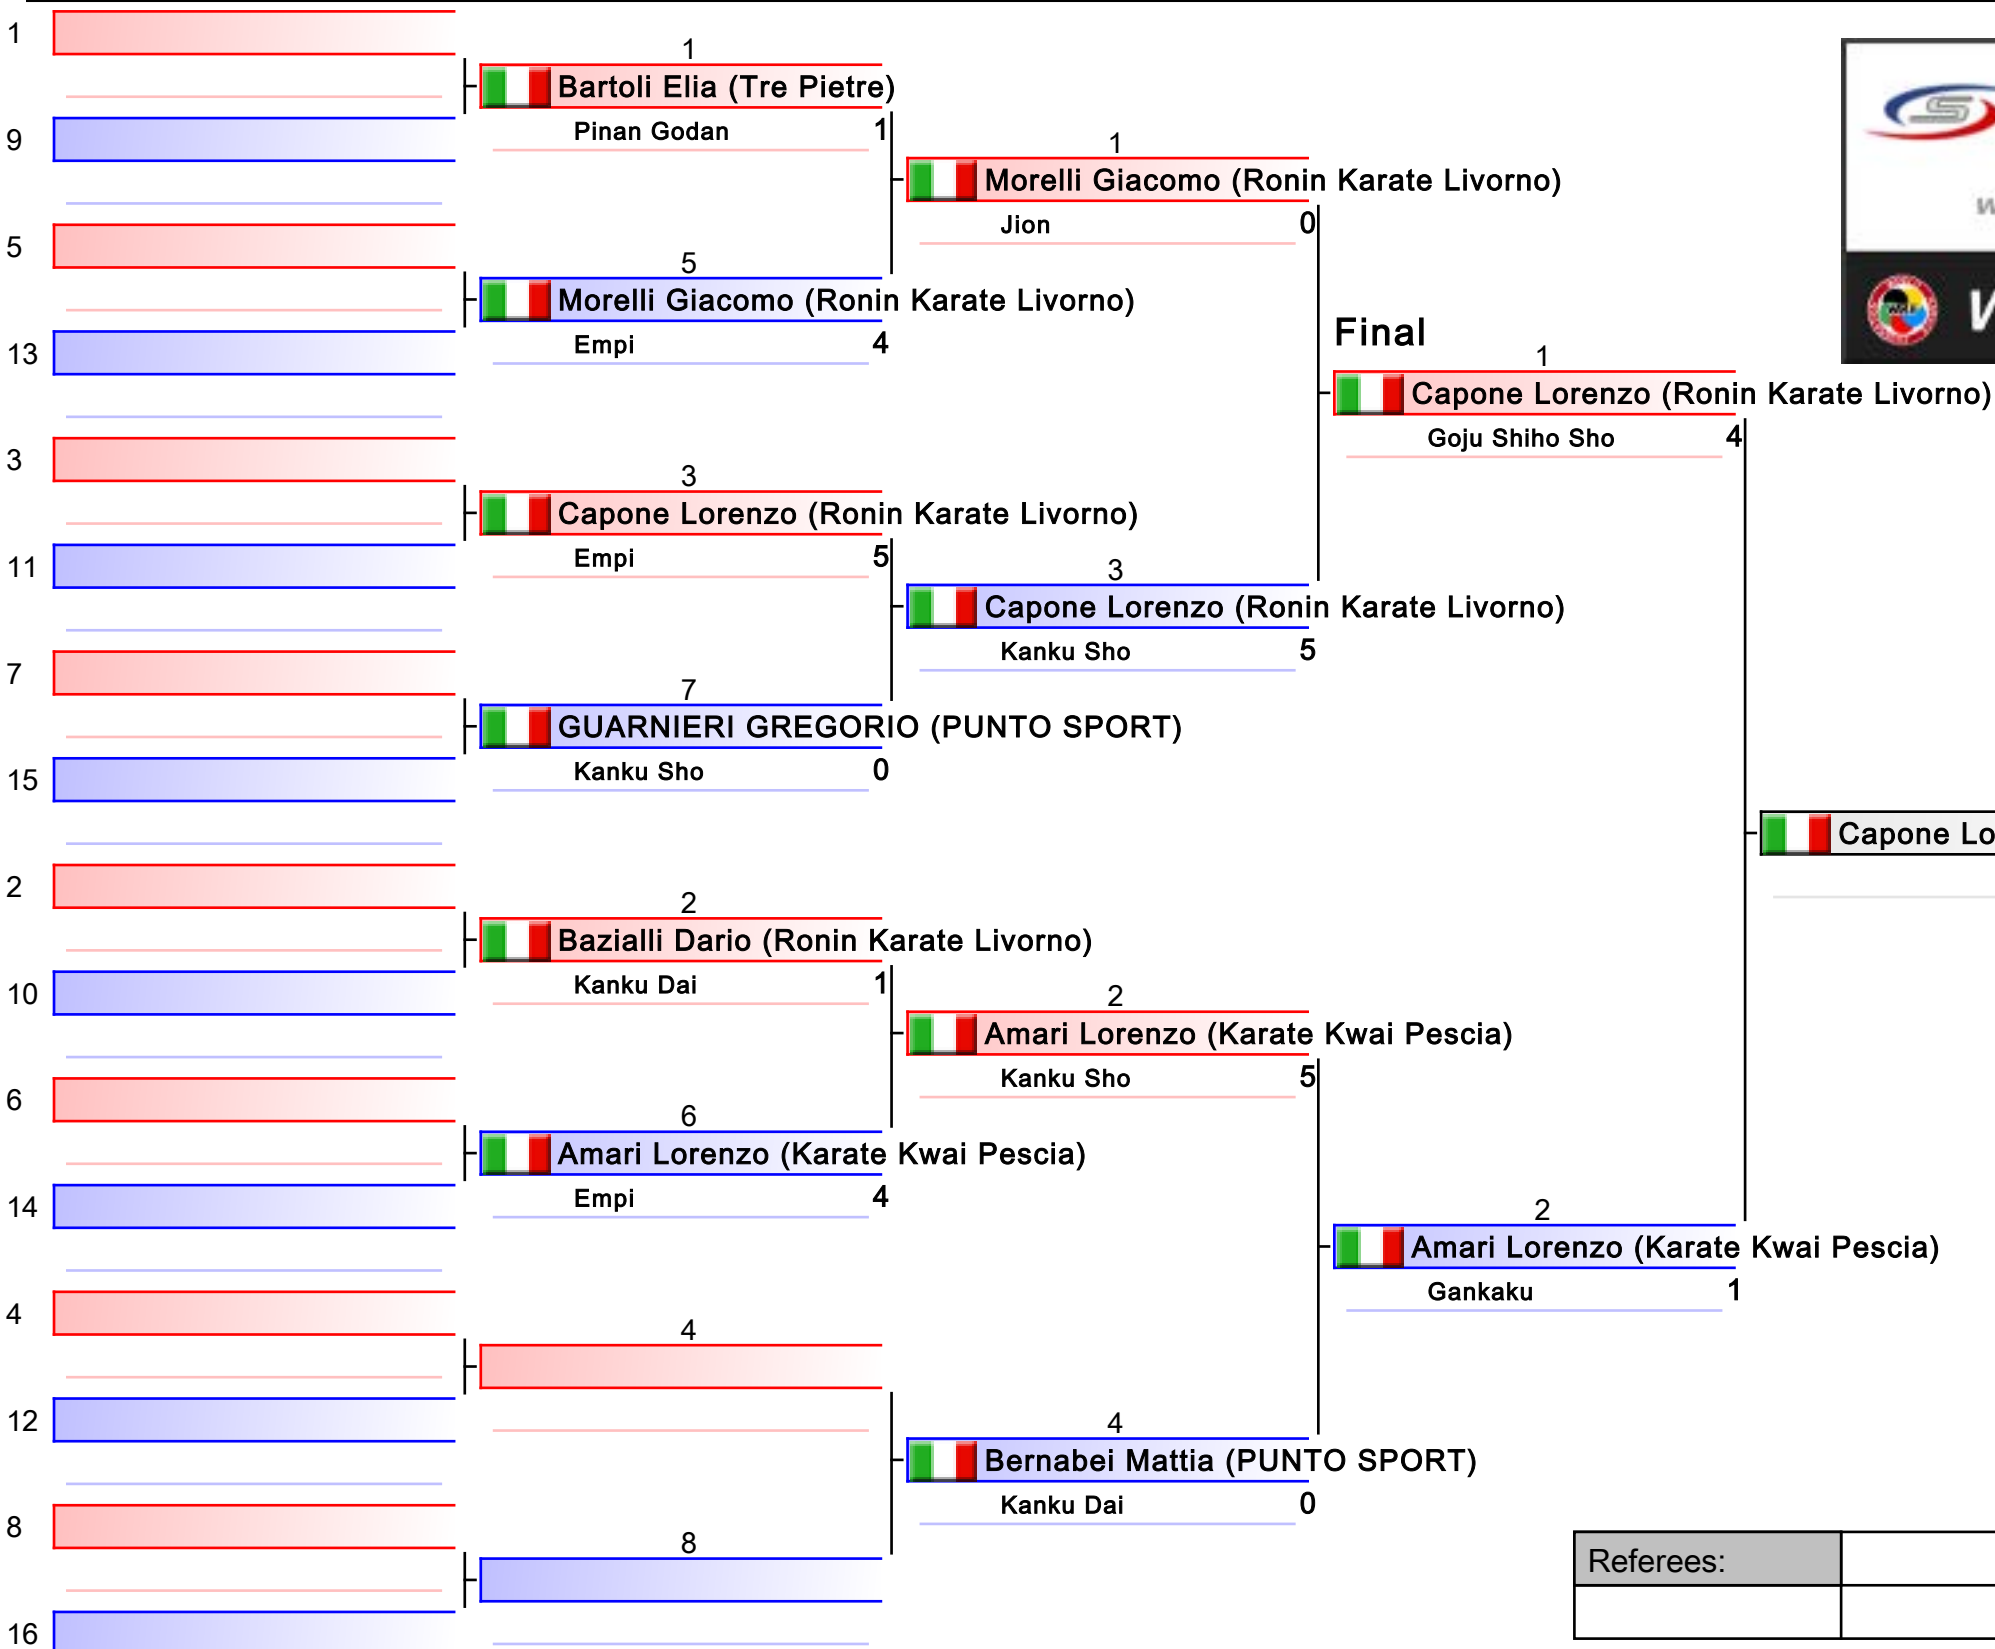 1
9
5
13
3
11
7
15
2
10
6
14
4
12
8
16
1
Bartoli Elia (Tre Pietre)
Pinan Godan 1
5
Morelli Giacomo (Ronin Karate Livorno)
Empi 4
3
Capone Lorenzo (Ronin Karate Livorno)
Empi 5
7
GUARNIERI GREGORIO (PUNTO SPORT)
Kanku Sho 0
2
Bazialli Dario (Ronin Karate Livorno)
Kanku Dai 1
6
Amari Lorenzo (Karate Kwai Pescia)
Empi 4
4
8
1
Morelli Giacomo (Ronin Karate Livorno)
Jion 0
3
Capone Lorenzo (Ronin Karate Livorno)
Kanku Sho 5
2
Amari Lorenzo (Karate Kwai Pescia)
Kanku Sho 5
4
Bernabei Mattia (PUNTO SPORT)
Kanku Dai 0
Final
1
Capone Lorenzo (Ronin Karate Livorno)
Goju Shiho Sho 4
2
Amari Lorenzo (Karate Kwai Pescia)
Gankaku 1
Capone Lo
S
Referees: